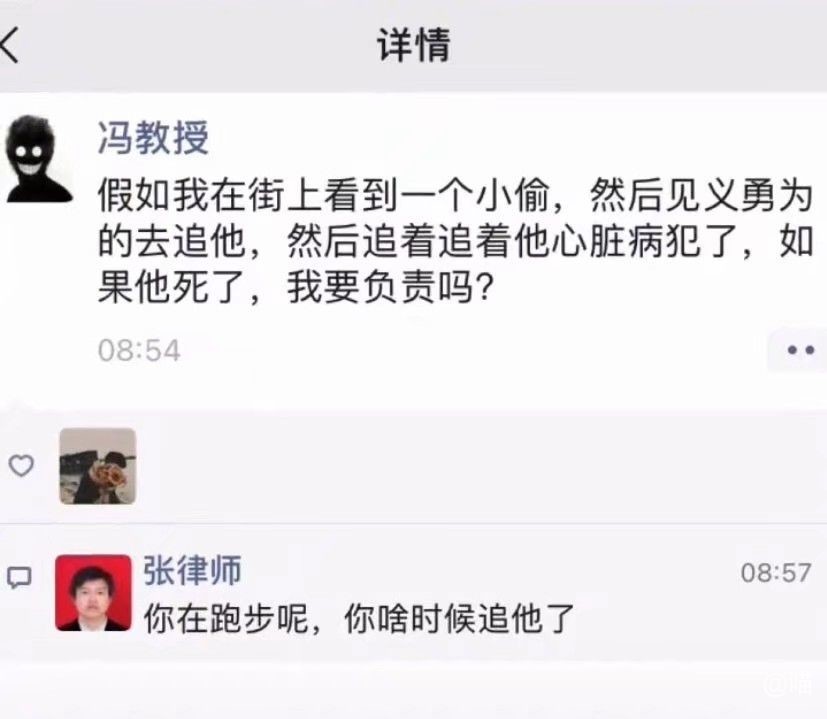 详情
冯教授
假如我在街上看到一个小偷，然后见义勇为
的去追他，然后追着追着他心脏病犯了，如
果他死了，我要负责吗？
08:54
张律师
08:57
你在跑步呢，你啥时候追他了
@喵